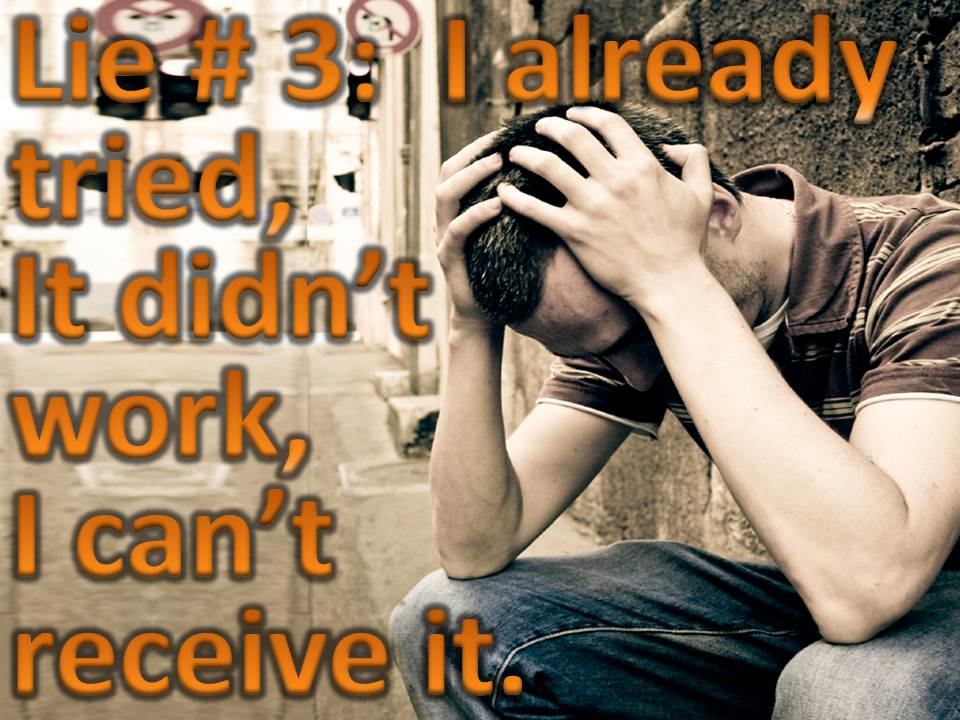 Lie # 3:  I already
tried,
It didn’t
work,
I can’t
receive it.